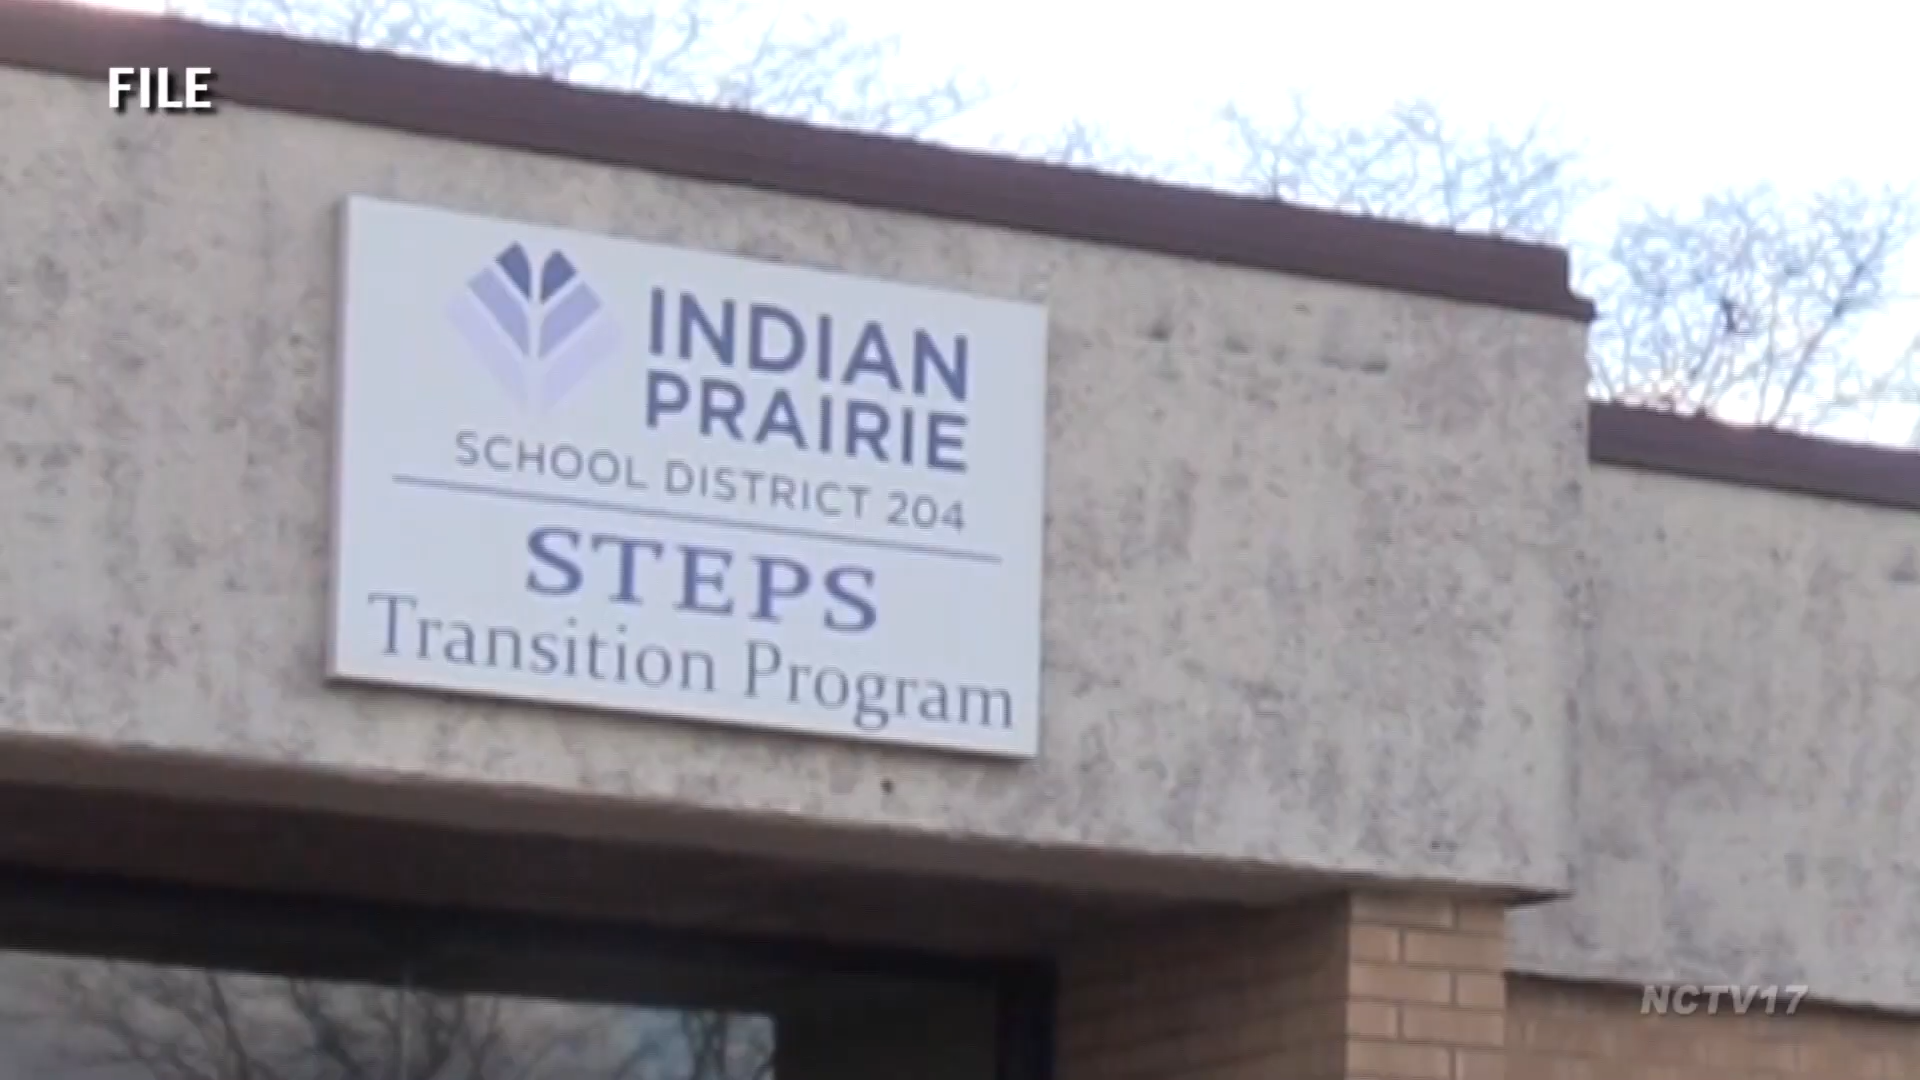 FILE
INDIAN
PRAIRIE
SCHOOL DISTRICT 204
STEPS
Transition Program
NCTV17